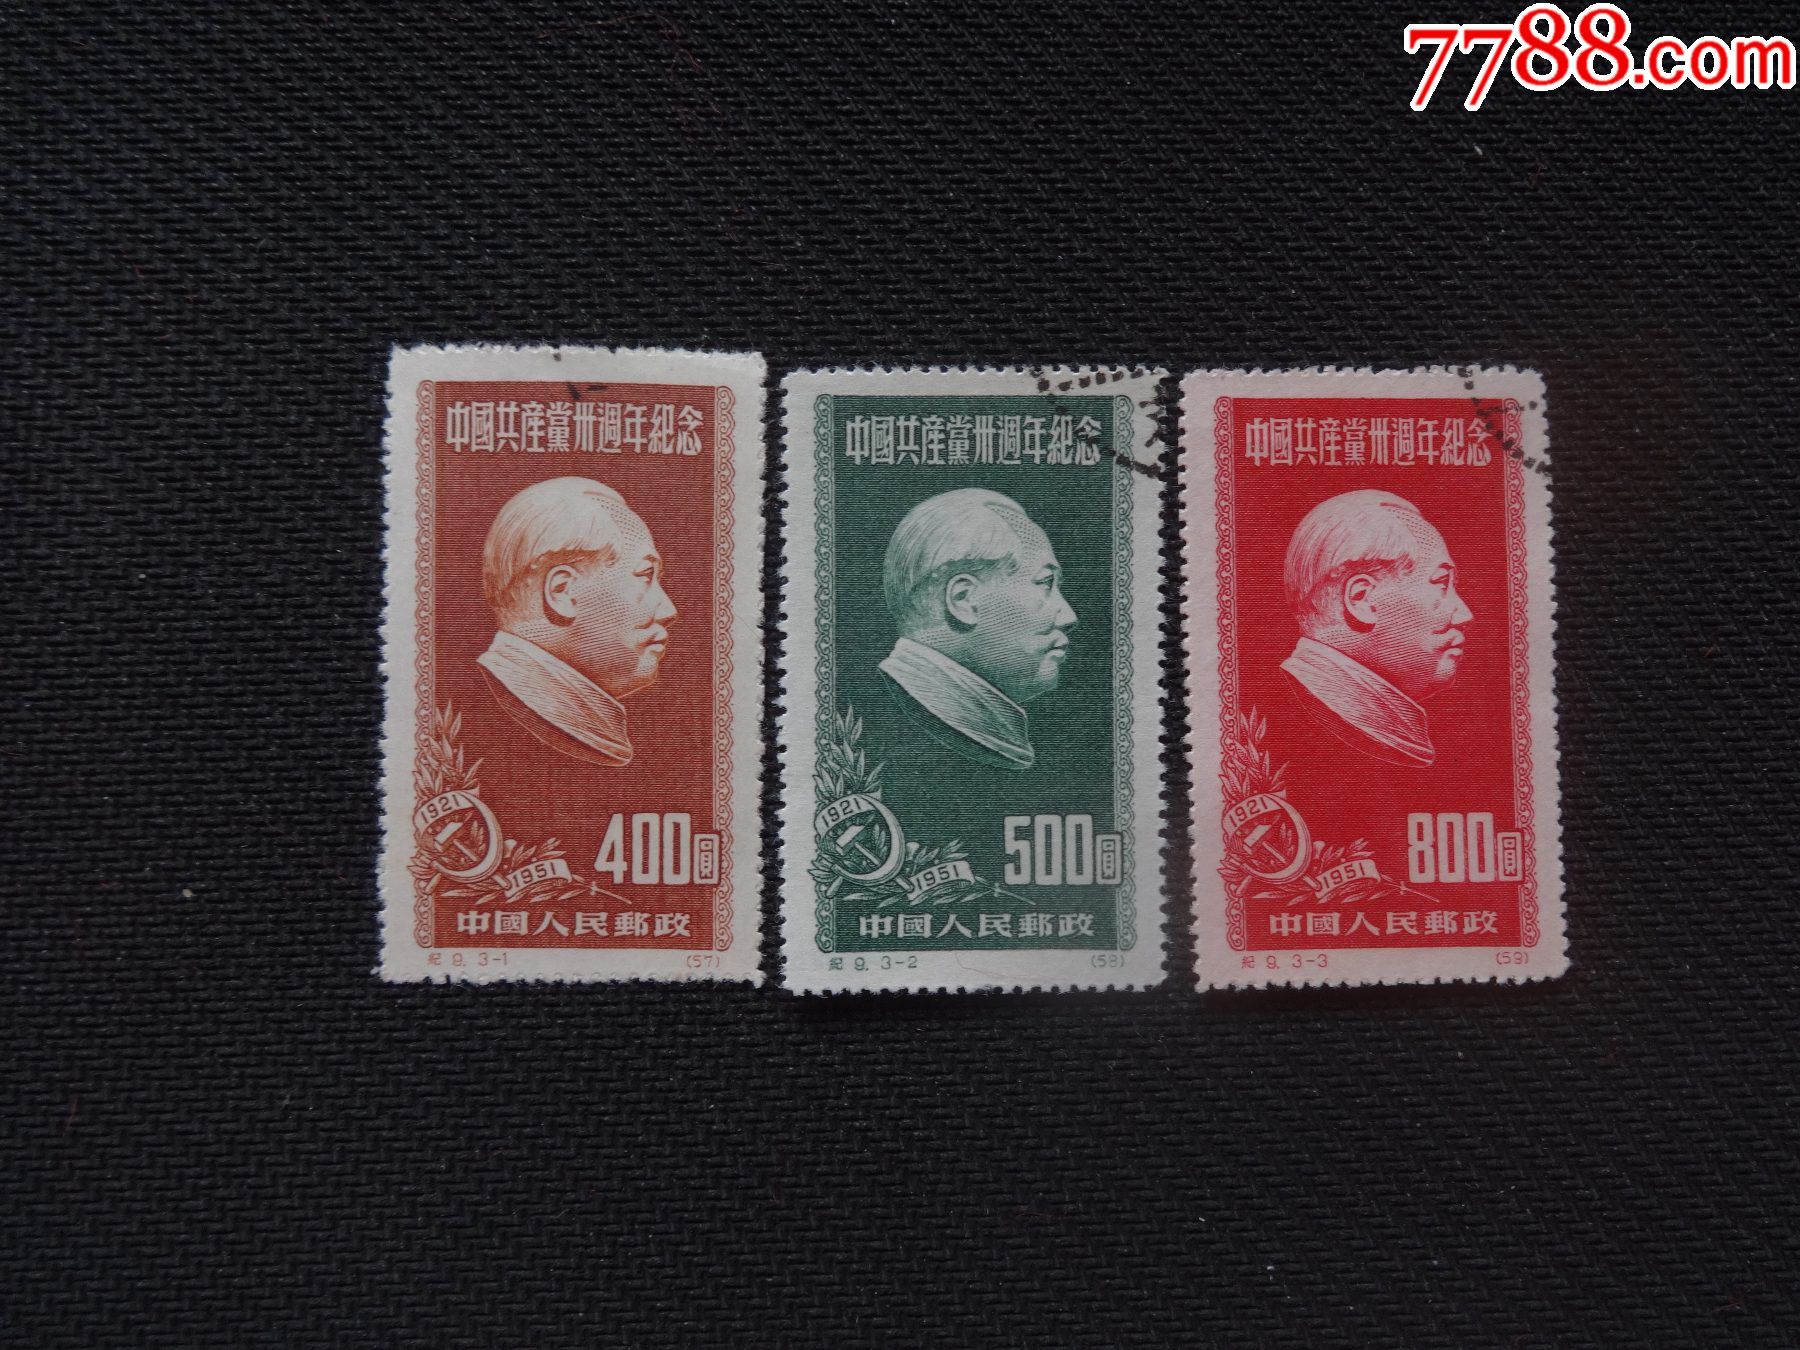 7788.com
中國共産黨卅週年紀念
1921
1951
400圓
中國人民郵政
紀 9. 3-1 (57)
中國共産黨卅週年紀念
1921
1951
500圓
中國人民郵政
紀 9. 3-2 (58)
中國共産黨卅週年紀念
1921
1951
800圓
中國人民郵政
紀 9. 3-3 (59)